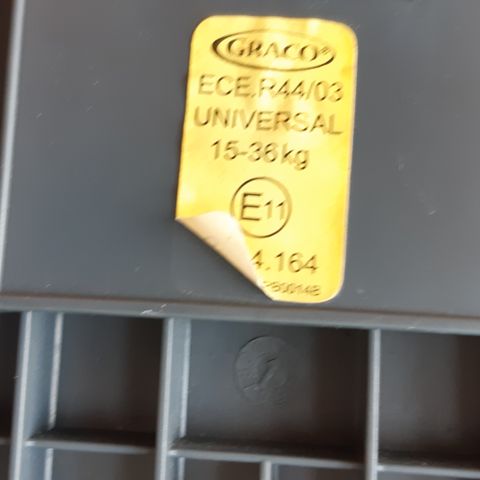 GRACO®
ECE.R44/03
UNIVERSAL
15-36kg
E11
4.164